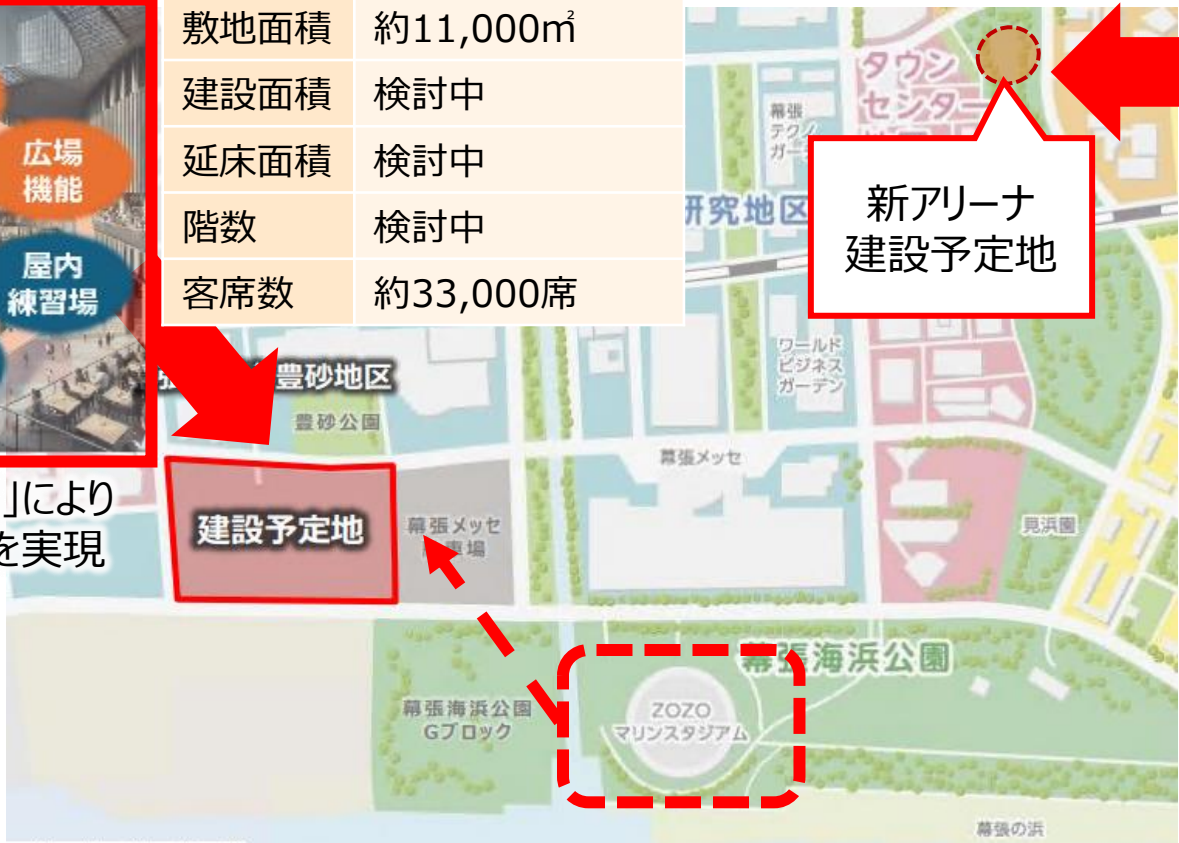 敷地面積 約11,000㎡
建設面積 検討中
延床面積 検討中
階数 検討中
客席数 約33,000席
広場
機能
屋内
練習場
」により
を実現
タウン
センター
幕張
テクノ
ガーデ
研究地区
新アリーナ
建設予定地
ワールド
ビジネス
ガーデン
豊砂地区
豊砂公園
幕張メッセ
建設予定地
幕張メッセ
駐車場
見浜園
幕張海浜公園
幕張海浜公園
Gブロック
ZOZO
マリンスタジアム
幕張の浜